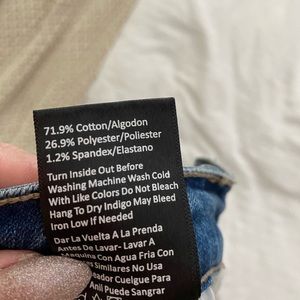 71.9% Cotton/Algodon
26.9% Polyester/Poliester
1.2% Spandex/Elastano
Turn Inside Out Before
Washing Machine Wash Cold
With Like Colors Do Not Bleach
Hang To Dry Indigo May Bleed
Iron Low If Needed
Dar La Vuelta A La Prenda
Antes De Lavar- Lavar A
Maquina Con Agua Fria Con
Similares No Usa
Cuelgue Para
Anil Puede Sangrar